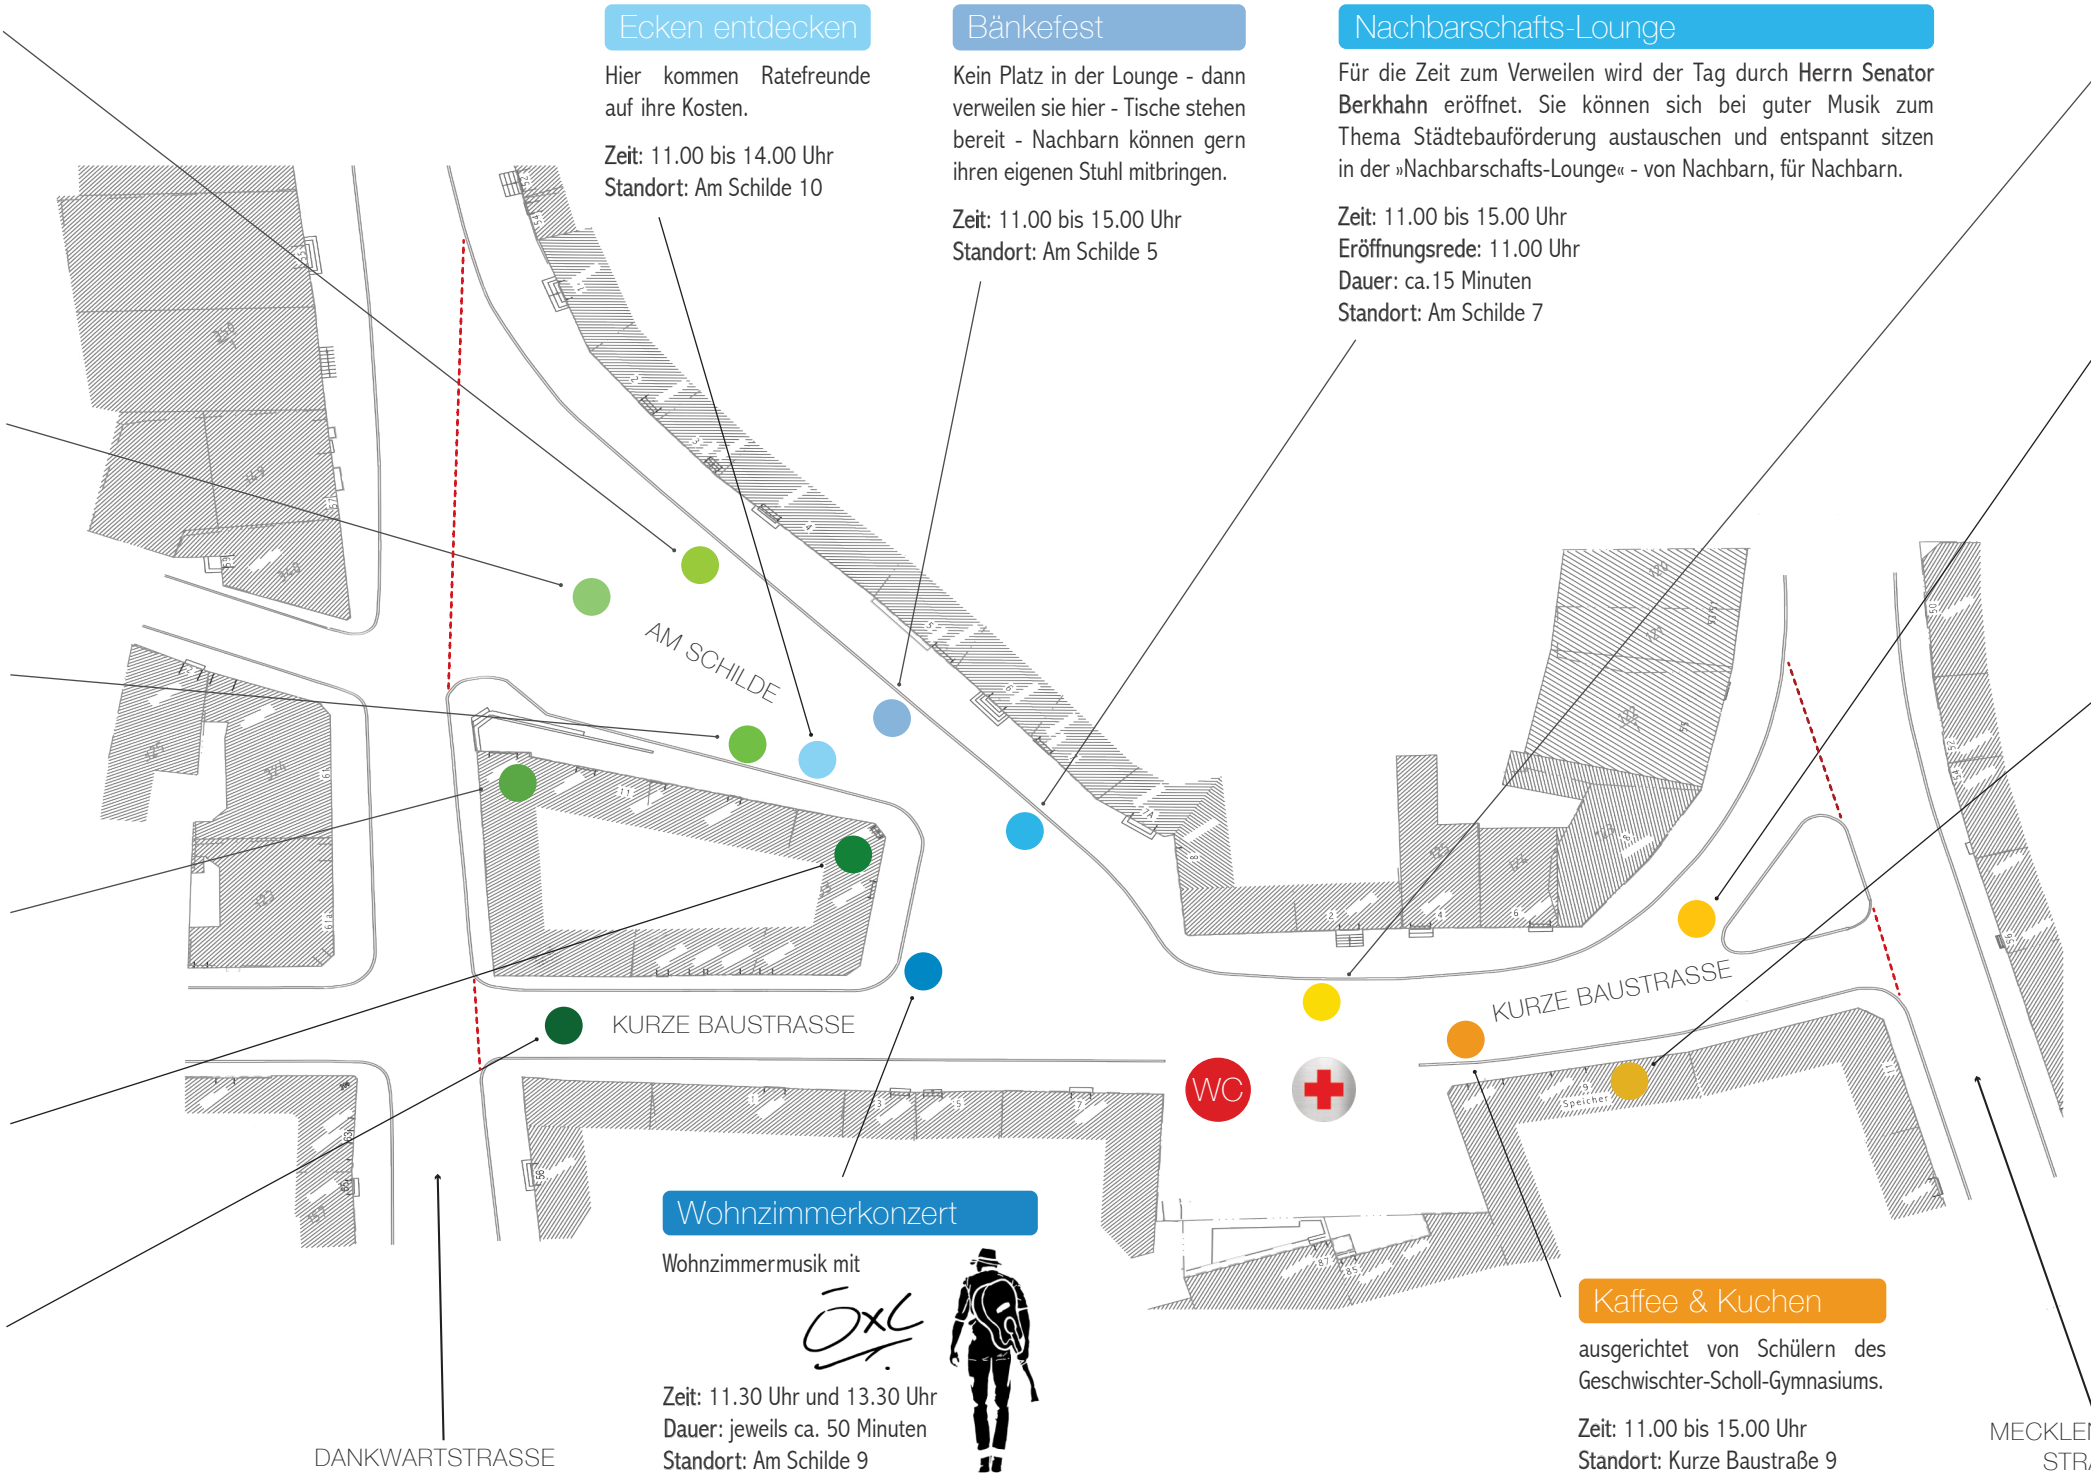 Ecken entdecken
Hier kommen Ratefreunde
auf ihre Kosten.
Zeit: 11.00 bis 14.00 Uhr
Standort: Am Schilde 10
Bänkefest
Kein Platz in der Lounge - dann
verweilen sie hier - Tische stehen
bereit - Nachbarn können gern
ihren eigenen Stuhl mitbringen.
Zeit: 11.00 bis 15.00 Uhr
Standort: Am Schilde 5
Nachbarschafts-Lounge
Für die Zeit zum Verweilen wird der Tag durch Herrn Senator
Berkhahn eröffnet. Sie können sich bei guter Musik zum
Thema Städtebauförderung austauschen und entspannt sitzen
in der »Nachbarschafts-Lounge« - von Nachbarn, für Nachbarn.
Zeit: 11.00 bis 15.00 Uhr
Eröffnungsrede: 11.00 Uhr
Dauer: ca.15 Minuten
Standort: Am Schilde 7
AM SCHILDE
KURZE BAUSTRASSE
KURZE BAUSTRASSE
WC
Speicher
Wohnzimmerkonzert
Wohnzimmermusik mit
ÖxL
Zeit: 11.30 Uhr und 13.30 Uhr
Dauer: jeweils ca. 50 Minuten
Standort: Am Schilde 9
Kaffee & Kuchen
ausgerichtet von Schülern des
Geschwischter-Scholl-Gymnasiums.
Zeit: 11.00 bis 15.00 Uhr
Standort: Kurze Baustraße 9
DANKWARTSTRASSE